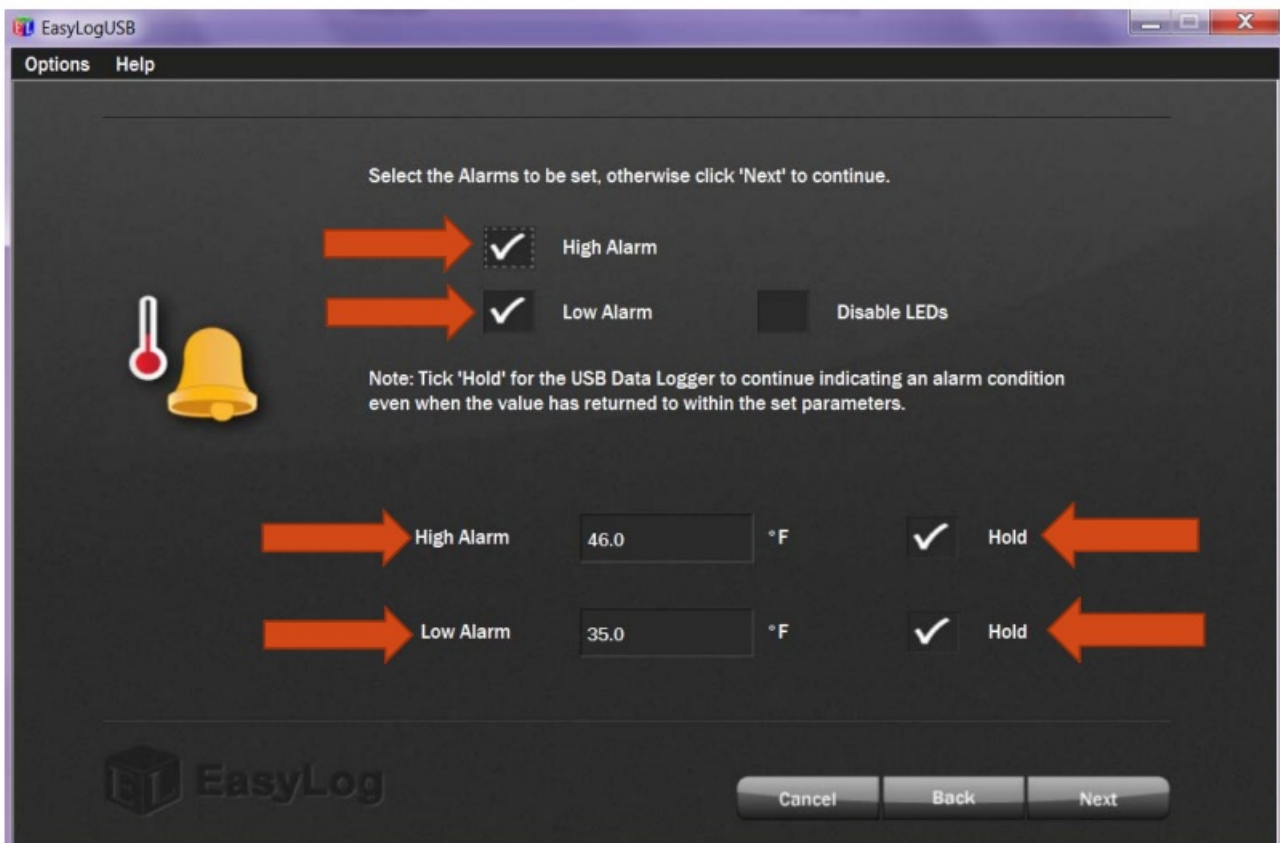 EasyLogUSB
Options Help
Select the Alarms to be set, otherwise click 'Next' to continue.
High Alarm
Low Alarm Disable LEDs
Note: Tick 'Hold' for the USB Data Logger to continue indicating an alarm condition
even when the value has returned to within the set parameters.
High Alarm 46.0 °F Hold
Low Alarm 35.0 °F Hold
EL EasyLog
Cancel Back Next